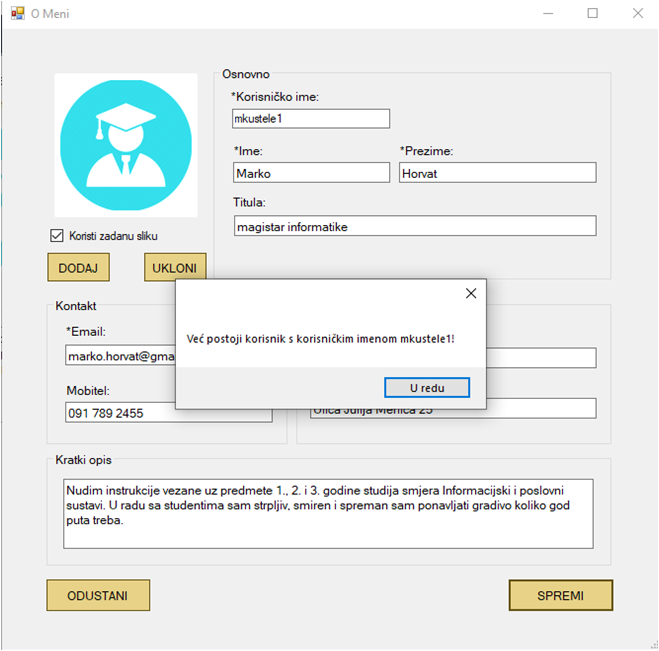 O Meni
Osnovno
*Korisničko ime:
mkustele1
*Ime:
*Prezime:
Marko
Horvat
Titula:
magistar informatike
Koristi zadanu sliku
DODAJ
UKLONI
Već postoji korisnik s korisničkim imenom mkustele1!
U redu
Kontakt
*Email:
marko.horvat@gma
Mobitel:
091 789 2455
Ulica Julija Merlića 25
Kratki opis
Nudim instrukcije vezane uz predmete 1., 2. i 3. godine studija smjera Informacijski i poslovni
sustavi. U radu sa studentima sam strpljiv, smiren i spreman sam ponavljati gradivo koliko god
puta treba.
ODUSTANI
SPREMI